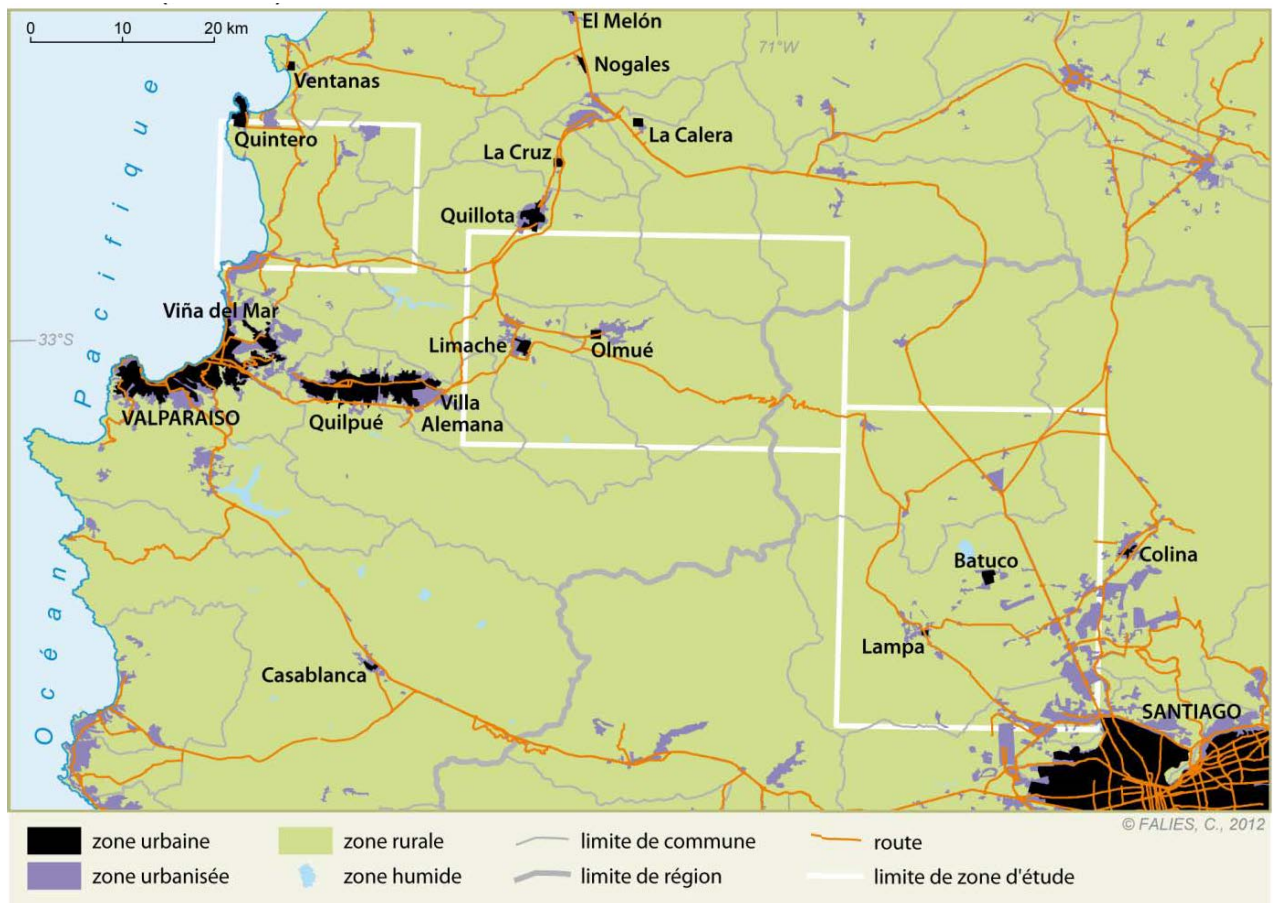 0 10 20 km
El Melón
71°W
Nogales
Ventanas
Quintero
La Calera
La Cruz
Quillota
Océan Pacifique
Viña del Mar
33°S
Limache
Olmué
VALPARAISO
Quilpué
Villa
Alemana
Batuco
Colina
Lampa
Casablanca
SANTIAGO
© FALIES, C., 2012
zone urbaine
zone rurale
limite de commune
route
zone urbanisée
zone humide
limite de région
limite de zone d'étude